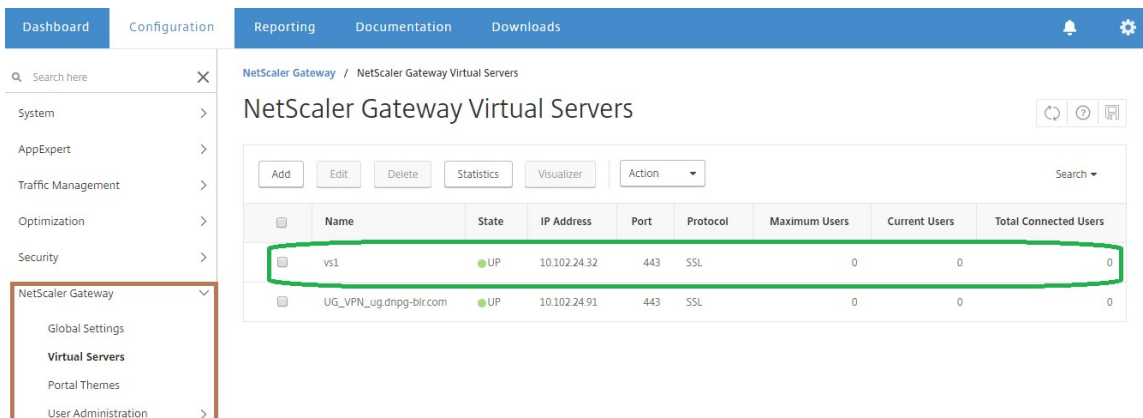 Dashboard Configuration Reporting Documentation Downloads
Search here
NetScaler Gateway / NetScaler Gateway Virtual Servers
System
NetScaler Gateway Virtual Servers
AppExpert
Add Edit Delete Statistics Visualizer Action Search
Traffic Management
Optimization
Name State IP Address Port Protocol Maximum Users Current Users Total Connected Users
Security
vs1 UP 10.102.24.32 443 SSL 0 0 0
NetScaler Gateway
UG_VPN_ug.dnpg-blr.com UP 10.102.24.91 443 SSL 0 0 0
Global Settings
Virtual Servers
Portal Themes
User Administration